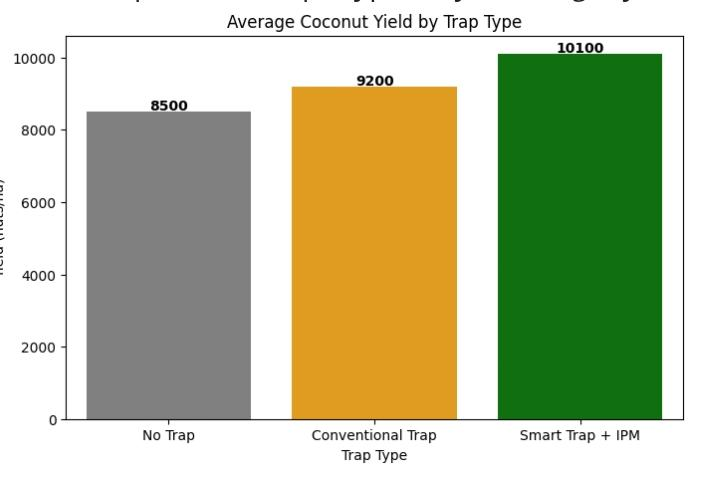 Average Coconut Yield by Trap Type
10000
8000
6000
4000
2000
0
8500
9200
10100
No Trap
Conventional Trap
Smart Trap + IPM
Trap Type